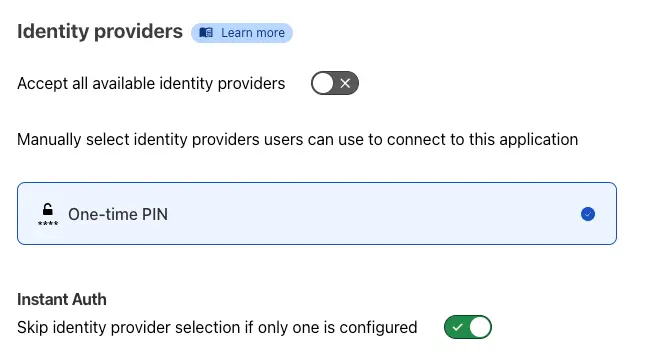 Identity providers Learn more
Accept all available identity providers
Manually select identity providers users can use to connect to this application
**** One-time PIN
Instant Auth
Skip identity provider selection if only one is configured